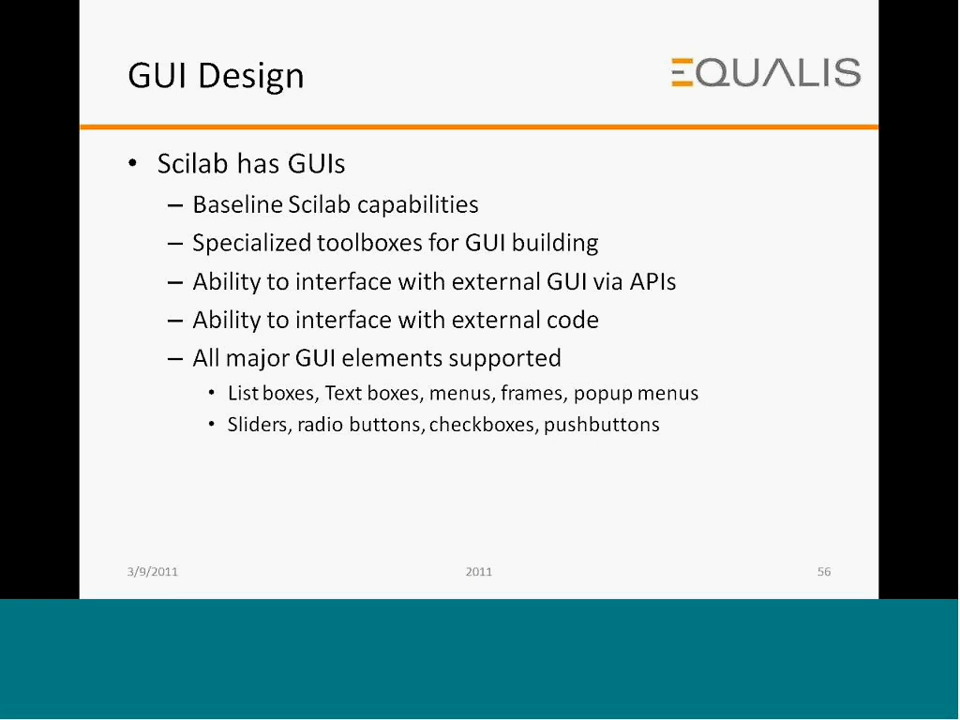 GUI Design
EQUALIS
• Scilab has GUIs
– Baseline Scilab capabilities
– Specialized toolboxes for GUI building
– Ability to interface with external GUI via APIs
– Ability to interface with external code
– All major GUI elements supported
• List boxes, Text boxes, menus, frames, popup menus
• Sliders, radio buttons, checkboxes, pushbuttons
3/9/2011 2011 56